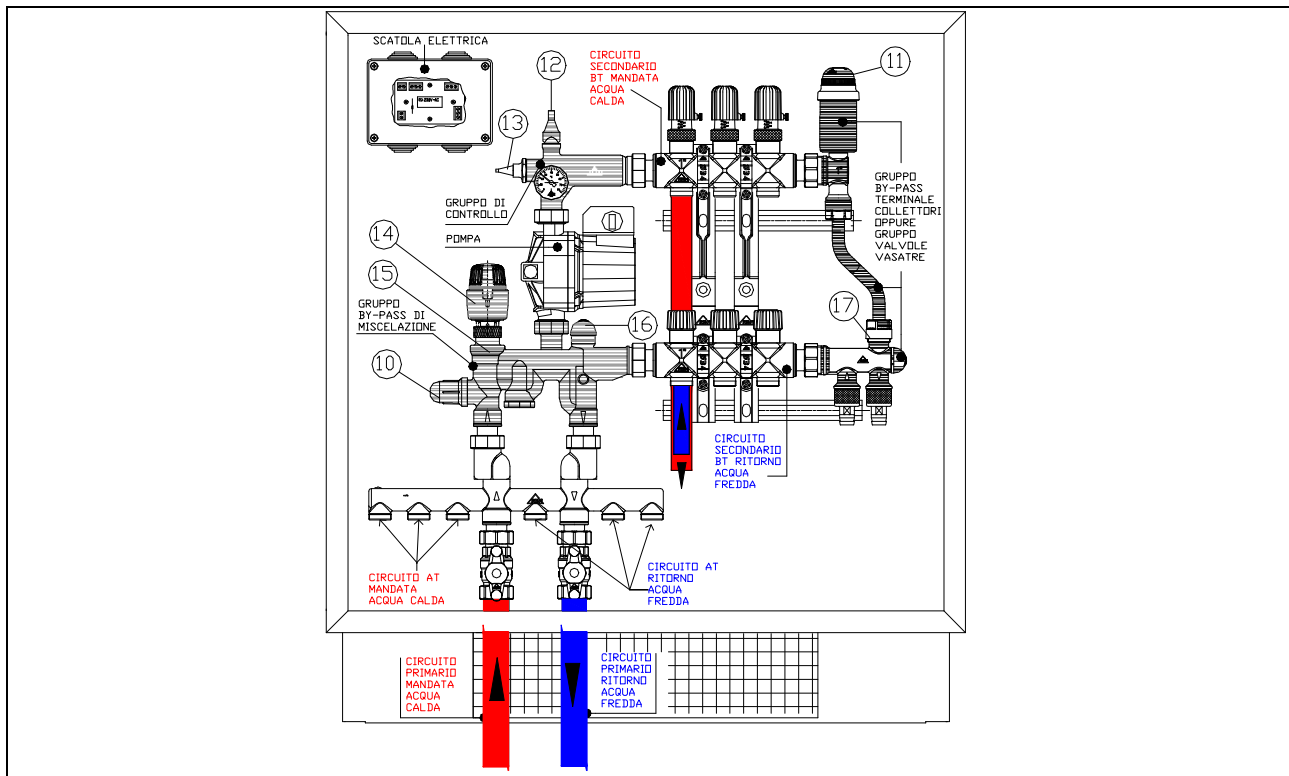 SCATOLA ELETTRICA
12
13
CIRCUITO
SECONDARIO
BT MANDATA
ACQUA
CALDA
11
GRUPPO DI
CONTROLLO
POMPA
GRUPPO
BY-PASS
TERMINALE
COLLETTORI
OPPURE
GRUPPO
VALVOLE
VASATRE
14
15
GRUPPO
BY-PASS DI
MISCELAZIONE
16
17
10
CIRCUITO
SECONDARIO
BT RITORNO
ACQUA
FREDDA
CIRCUITO AT
MANDATA
ACQUA CALDA
CIRCUITO AT
RITORNO
ACQUA
FREDDA
CIRCUITO
PRIMARIO
MANDATA
ACQUA
CALDA
CIRCUITO
PRIMARIO
RITORNO
ACQUA
FREDDA